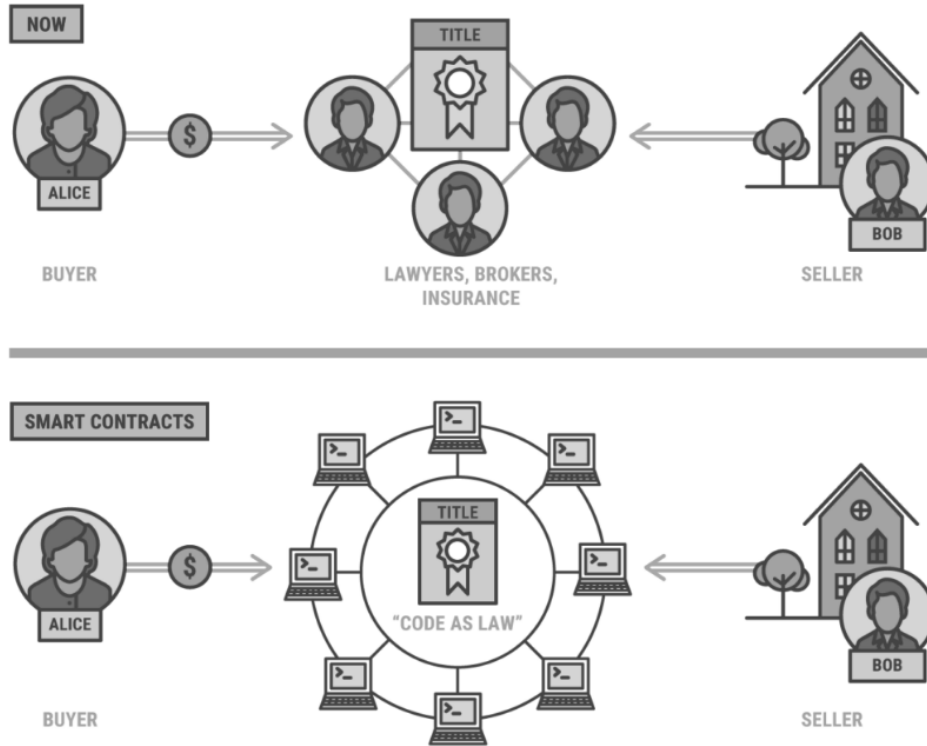 NOW
TITLE
$
ALICE
BOB
BUYER
LAWYERS, BROKERS,
INSURANCE
SELLER
SMART CONTRACTS
>_
>_
>_
TITLE
$
>_
>_
"CODE AS LAW"
ALICE
BOB
>_
>_
>_
BUYER
SELLER